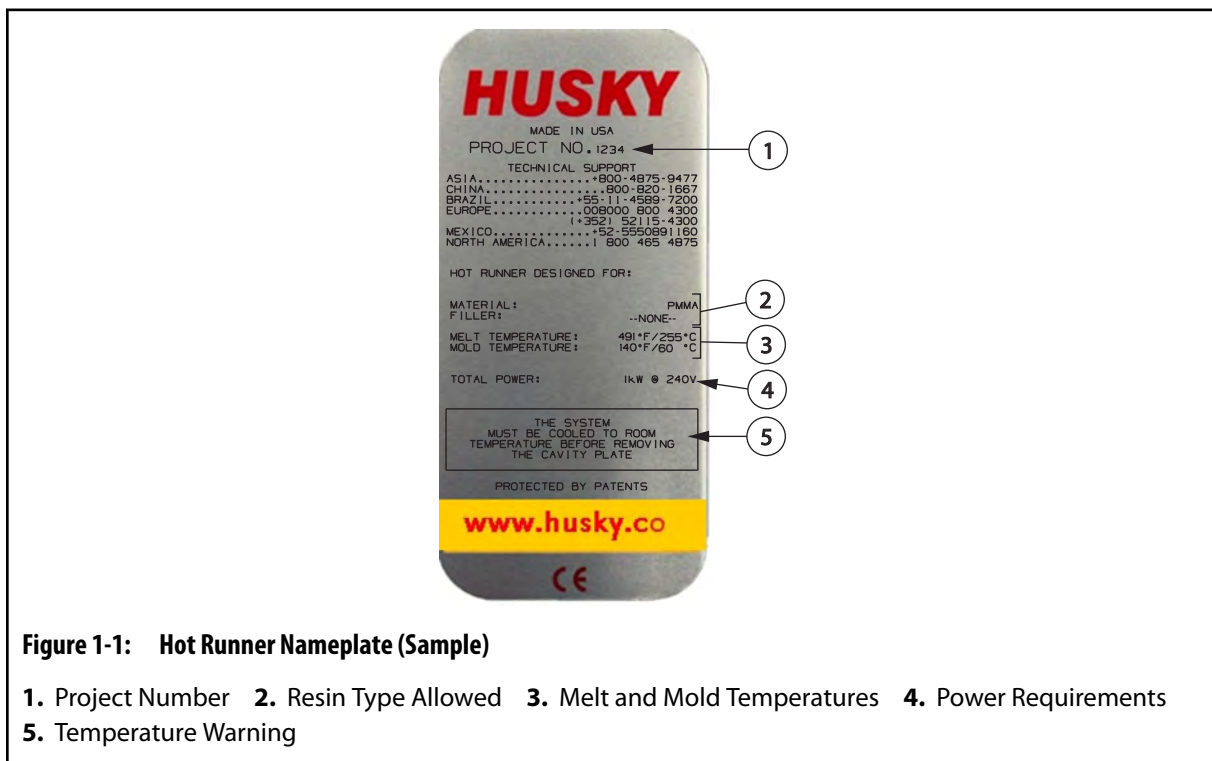 HUSKY
MADE IN USA
PROJECT NO.1234
TECHNICAL SUPPORT
ASIA...............+800-4875-9477
CHINA................800-820-1667
BRAZIL...........+55-11-4589-7200
EUROPE............008000 800 4300
(+352) 52115-4300
MEXICO............+52-5550891160
NORTH AMERICA......1 800 465 4875
HOT RUNNER DESIGNED FOR:
MATERIAL: PMMA
FILLER: --NONE--
MELT TEMPERATURE: 491°F/255°C
MOLD TEMPERATURE: 140°F/60 °C
TOTAL POWER: 1kW @ 240V
THE SYSTEM
MUST BE COOLED TO ROOM
TEMPERATURE BEFORE REMOVING
THE CAVITY PLATE
PROTECTED BY PATENTS
www.husky.co
CE
1
2
3
4
5
Figure 1-1: Hot Runner Nameplate (Sample)
1. Project Number 2. Resin Type Allowed 3. Melt and Mold Temperatures 4. Power Requirements
5. Temperature Warning